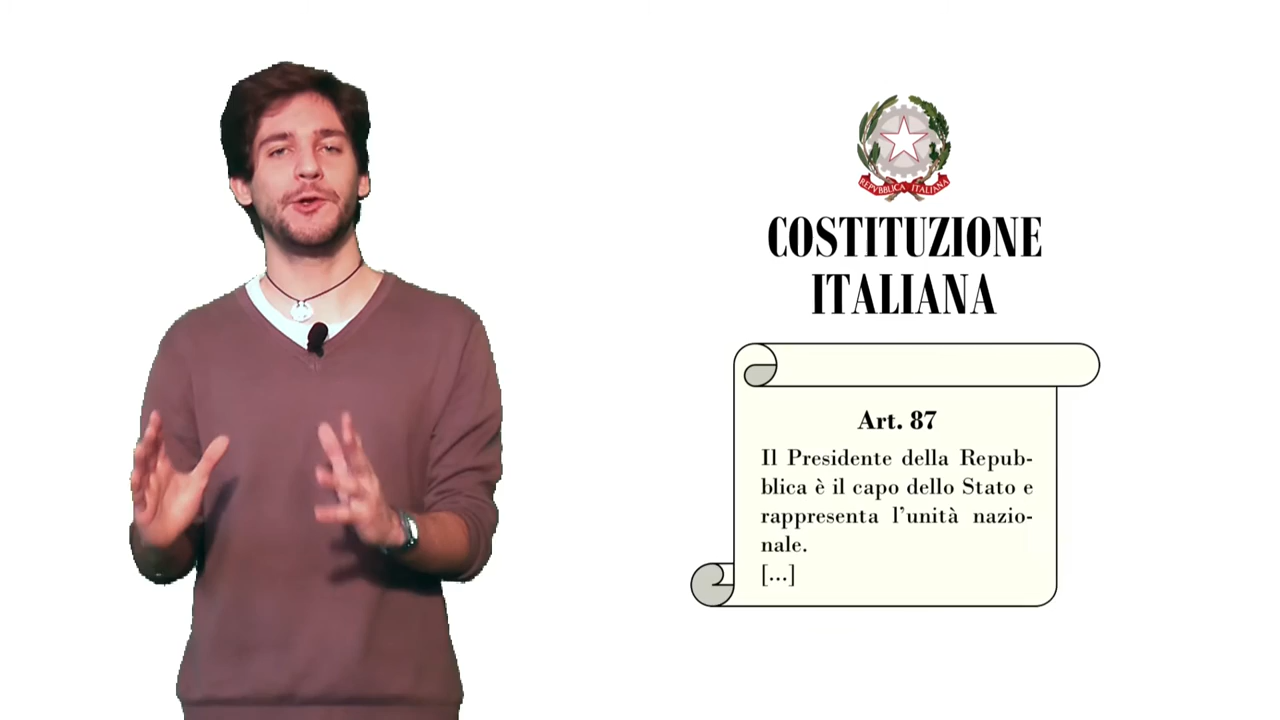 REPVBBLICA ITALIANA
COSTITUZIONE
ITALIANA
Art. 87
Il Presidente della Repub-
blica è il capo dello Stato e
rappresenta l'unità nazio-
nale.
[...]